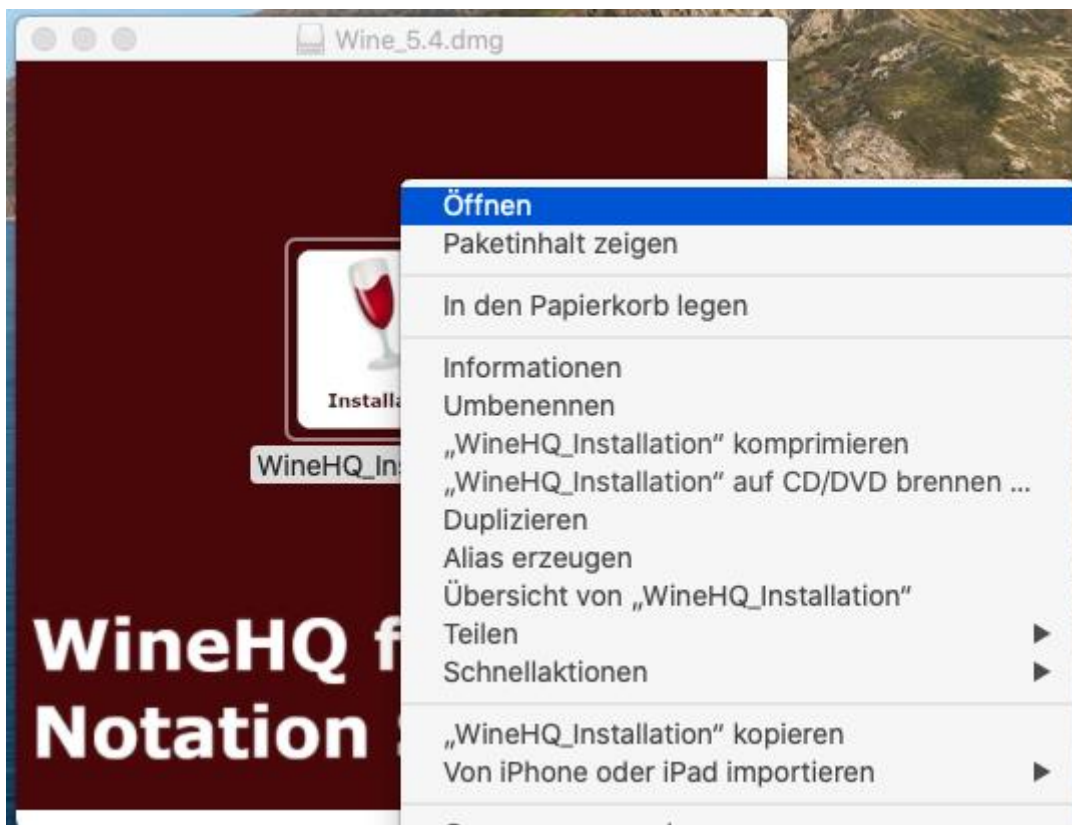 Wine_5.4.dmg
Öffnen
Paketinhalt zeigen
In den Papierkorb legen
Informationen
Umbenennen
„WineHQ_Installation“ komprimieren
„WineHQ_Installation“ auf CD/DVD brennen ...
Duplizieren
Alias erzeugen
Übersicht von „WineHQ_Installation“
Teilen
Schnellaktionen
„WineHQ_Installation“ kopieren
Von iPhone oder iPad importieren
WineHQ
Notation